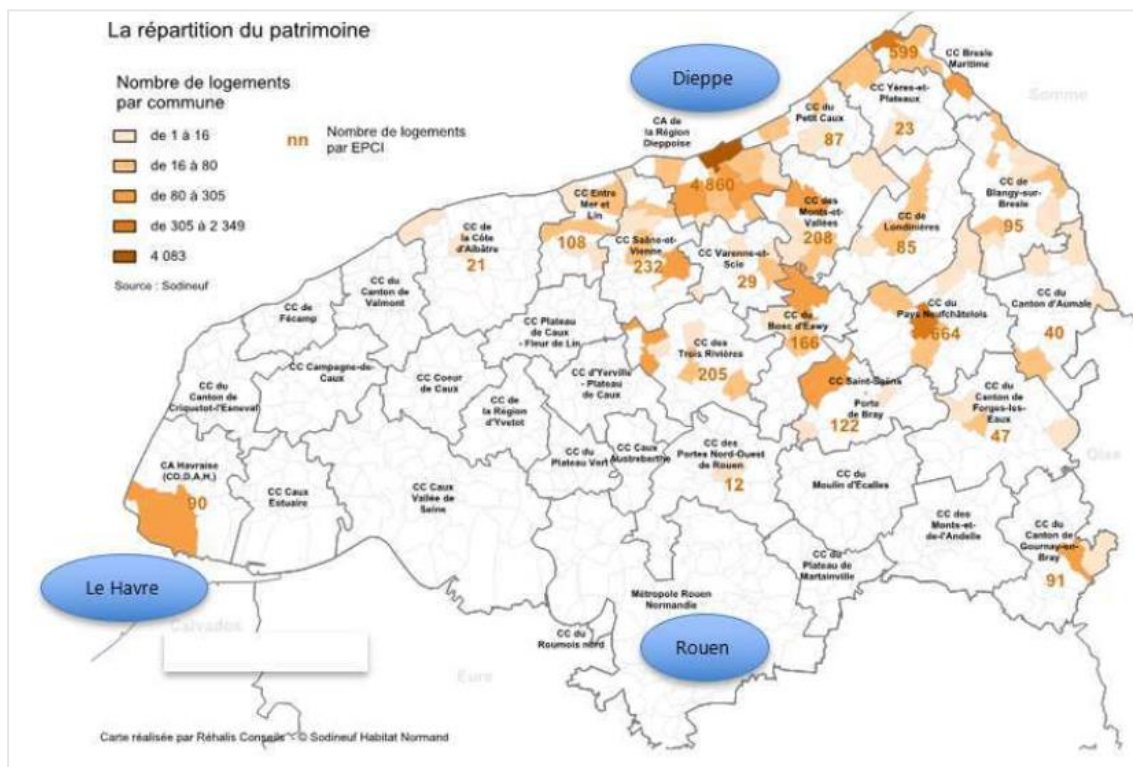 La répartition du patrimoine
Nombre de logements
par commune
de 1 à 16
de 16 à 80
de 80 à 305
de 305 à 2 349
4 083
Source : Sodineuf
nn
Nombre de logements
par EPCI
Dieppe
599
CC Bresle
Maritime
Somme
CC Yères-et-
Plateaux
23
CC du
Petit Caux
87
CA de
la Région
Dieppoise
4 860
CC Entre
Mer et
Lin
108
CC de
la Côte
d'Albâtre
21
CC des
Monts-et-
Vallées
208
CC de
Londinières
85
CC de
Blangy-sur-
Bresle
95
CC Saâne-et-
Vienne
232
CC Varenne-et-
Scie
29
CC du
Canton de
Valmont
CC de
Fécamp
CC Plateau
de Caux
- Fleur de Lin
CC du
Bosc d'Eawy
166
CC du
Pays Neufchâtelois
664
CC du
Canton d'Aumale
40
CC des
Trois Rivières
205
CC Campagne-de-
Caux
CC Coeur de
Caux
CC d'Yerville
- Plateau
de Caux
CC du
Canton de
Criquetot-l'Esneval
CC de
la Région
d'Yvetot
CC Saint-Saëns
Porte
de Bray
122
CC du
Canton de
Forges-les-
Eaux
47
Oise
CA Havraise
(CO.D.A.H.)
90
CC Caux
Estuaire
CC Caux
Vallée de
Seine
CC du
Plateau Vert
CC Caux
Austreberthe
CC des
Portes Nord-Ouest
de Rouen
12
CC du
Moulin d'Ecalles
CC des
Monts-et-
de-l'Andelle
CC du
Canton de
Gournay-en-
Bray
91
CC du
Plateau de
Martainville
Le Havre
Métropole Rouen
Normandie
Rouen
CC du
Roumois nord
Calvados
Eure
Carte réalisée par Réhalis Conseils - © Sodineuf Habitat Normand